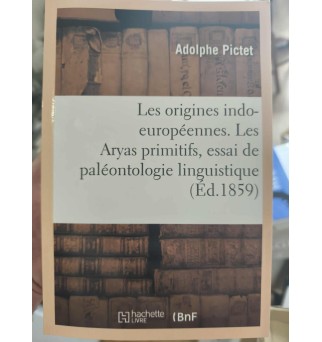 Adolphe Pictet
Les origines indo-
européennes. Les
Aryas primitifs, essai de
paléontologie linguistique
(Éd.1859)
hachette
LIVRE
{BnF